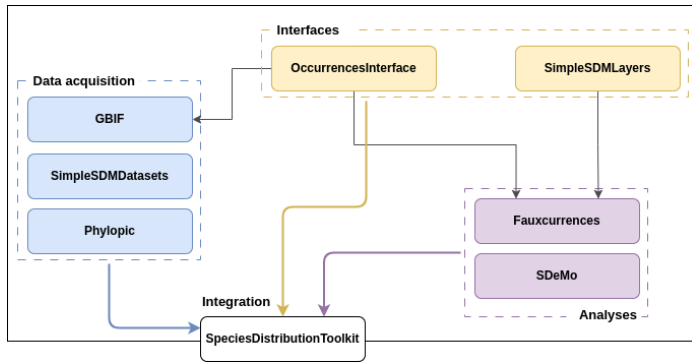 Interfaces
OccurrencesInterface
SimpleSDMLayers
Data acquisition
GBIF
SimpleSDMDatasets
Phylopic
Fauxcurrences
SDeMo
Analyses
Integration
SpeciesDistributionToolkit